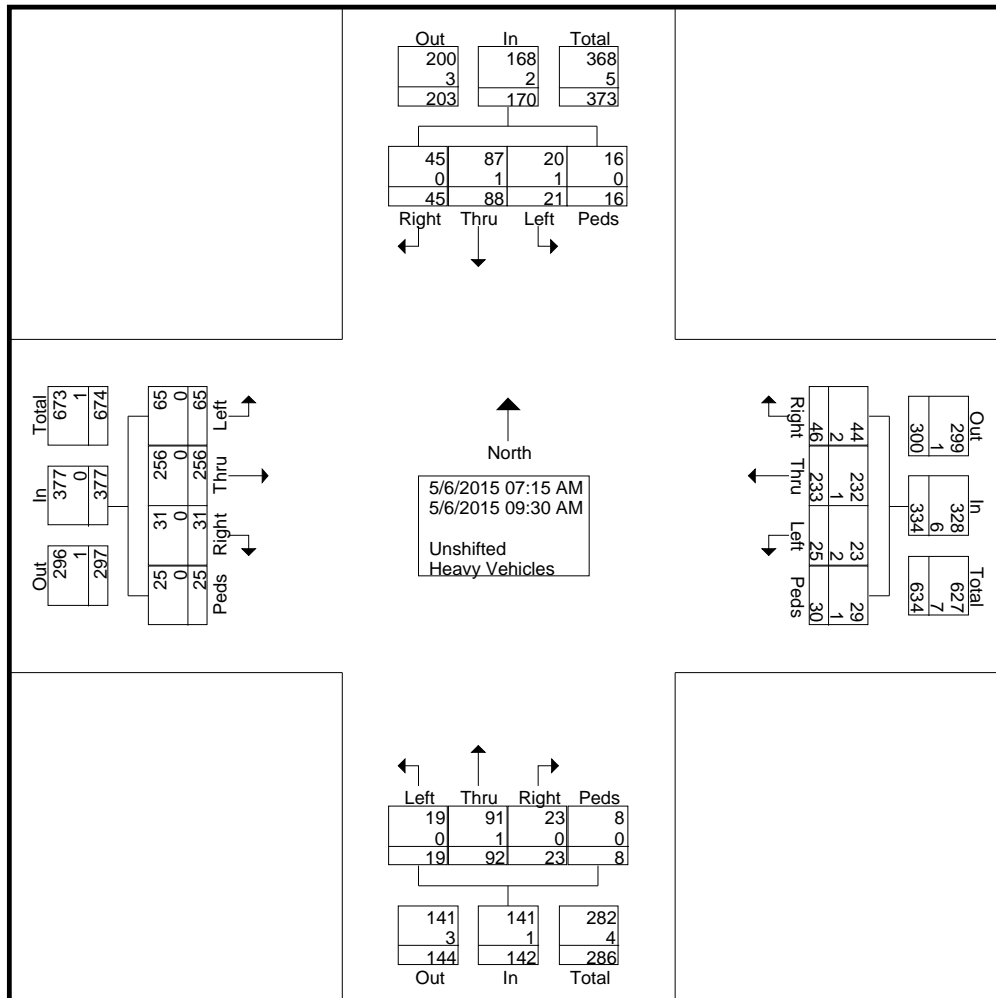 Out In Total
200 168 368
3 2 5
203 170 373
45 87 20 16
0 1 1 0
45 88 21 16
Right Thru Left Peds
Total In Out
673 377 296
1 0 1
674 377 297
65 256 31 25
0 0 0 0
65 256 31 25
Left Thru Right Peds
North
5/6/2015 07:15 AM
5/6/2015 09:30 AM
Unshifted
Heavy Vehicles
Right Thru Left Peds
46 233 25 30
2 1 2 1
44 232 23 29
300 334 634
1 6 7
299 328 627
Out In Total
Left Thru Right Peds
19 91 23 8
0 1 0 0
19 92 23 8
141 141 282
3 1 4
144 142 286
Out In Total